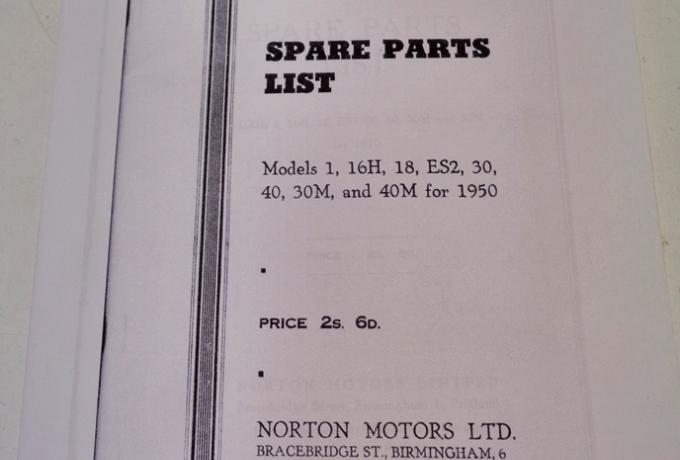 SPARE PARTS
LIST
Models 1, 16H, 18, ES2, 30,
40, 30M, and 40M for 1950
PRICE 2s. 6D.
NORTON MOTORS LTD.
BRACEBRIDGE ST., BIRMINGHAM, 6